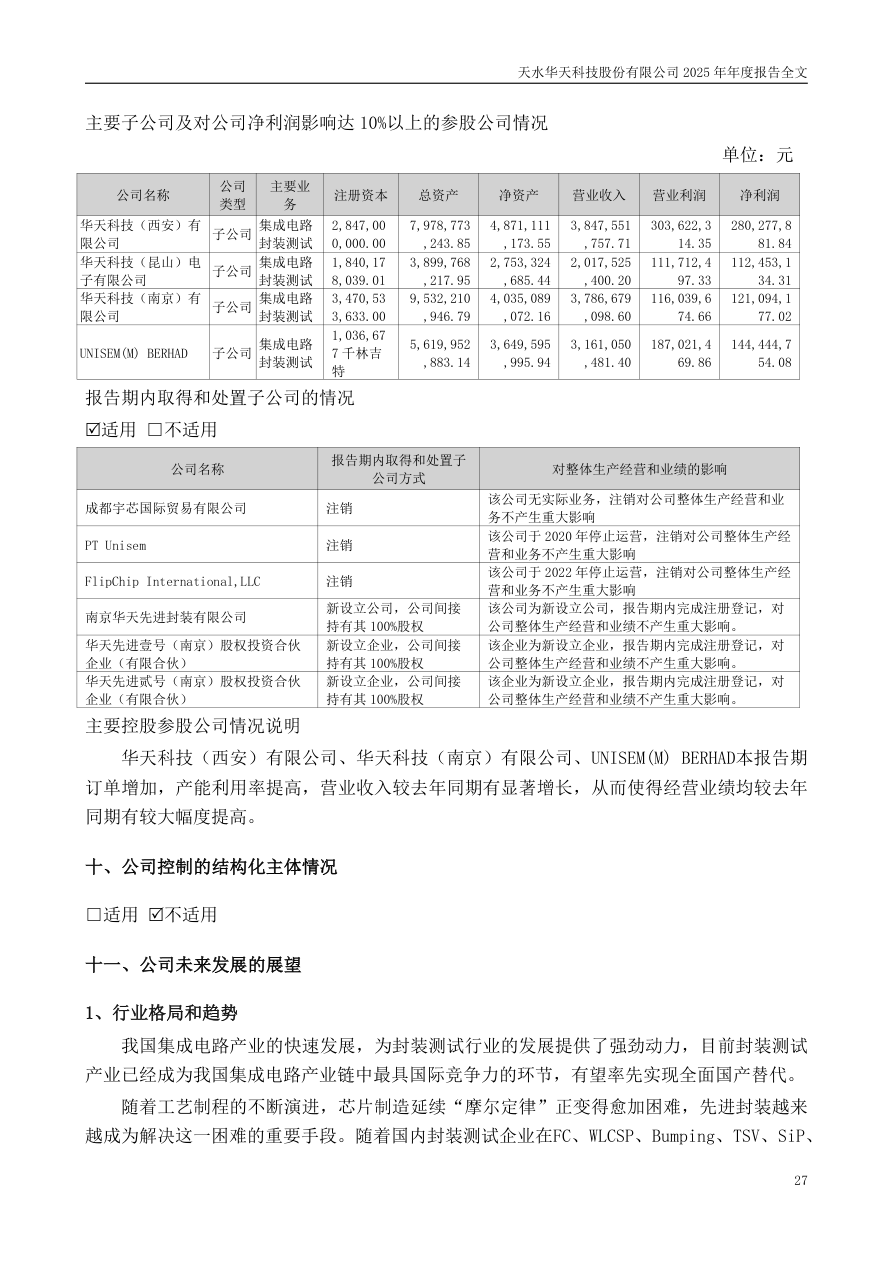 天水华天科技股份有限公司 2025 年年度报告全文
主要子公司及对公司净利润影响达 10%以上的参股公司情况
单位：元
公司名称 公司类型 主要业务 注册资本 总资产 净资产 营业收入 营业利润 净利润
华天科技（西安）有限公司 子公司 集成电路封装测试 2,847,000,000.00 7,978,773,243.85 4,871,111,173.55 3,847,551,757.71 303,622,314.35 280,277,881.84
华天科技（昆山）电子有限公司 子公司 集成电路封装测试 1,840,178,039.01 3,899,768,217.95 2,753,324,685.44 2,017,525,400.20 111,712,497.33 112,453,134.31
华天科技（南京）有限公司 子公司 集成电路封装测试 3,470,533,633.00 9,532,210,946.79 4,035,089,072.16 3,786,679,098.60 116,039,674.66 121,094,177.02
UNISEM(M) BERHAD 子公司 集成电路封装测试 1,036,677 千林吉特 5,619,952,883.14 3,649,595,995.94 3,161,050,481.40 187,021,469.86 144,444,754.08
报告期内取得和处置子公司的情况
☑适用 □不适用
公司名称 报告期内取得和处置子公司方式 对整体生产经营和业绩的影响
成都宇芯国际贸易有限公司 注销 该公司无实际业务，注销对公司整体生产经营和业务不产生重大影响
PT Unisem 注销 该公司于 2020 年停止运营，注销对公司整体生产经营和业务不产生重大影响
FlipChip International,LLC 注销 该公司于 2022 年停止运营，注销对公司整体生产经营和业务不产生重大影响
南京华天先进封装有限公司 新设立公司，公司间接持有其 100%股权 该公司为新设立公司，报告期内完成注册登记，对公司整体生产经营和业绩不产生重大影响。
华天先进壹号（南京）股权投资合伙企业（有限合伙） 新设立企业，公司间接持有其 100%股权 该企业为新设立企业，报告期内完成注册登记，对公司整体生产经营和业绩不产生重大影响。
华天先进贰号（南京）股权投资合伙企业（有限合伙） 新设立企业，公司间接持有其 100%股权 该企业为新设立企业，报告期内完成注册登记，对公司整体生产经营和业绩不产生重大影响。
主要控股参股公司情况说明
华天科技（西安）有限公司、华天科技（南京）有限公司、UNISEM(M) BERHAD本报告期
订单增加，产能利用率提高，营业收入较去年同期有显著增长，从而使得经营业绩均较去年
同期有较大幅度提高。
十、公司控制的结构化主体情况
□适用 ☑不适用
十一、公司未来发展的展望
1、行业格局和趋势
我国集成电路产业的快速发展，为封装测试行业的发展提供了强劲动力，目前封装测试
产业已经成为我国集成电路产业链中最具国际竞争力的环节，有望率先实现全面国产替代。
随着工艺制程的不断演进，芯片制造延续“摩尔定律”正变得愈加困难，先进封装越来
越成为解决这一困难的重要手段。随着国内封装测试企业在FC、WLCSP、Bumping、TSV、SiP、
27